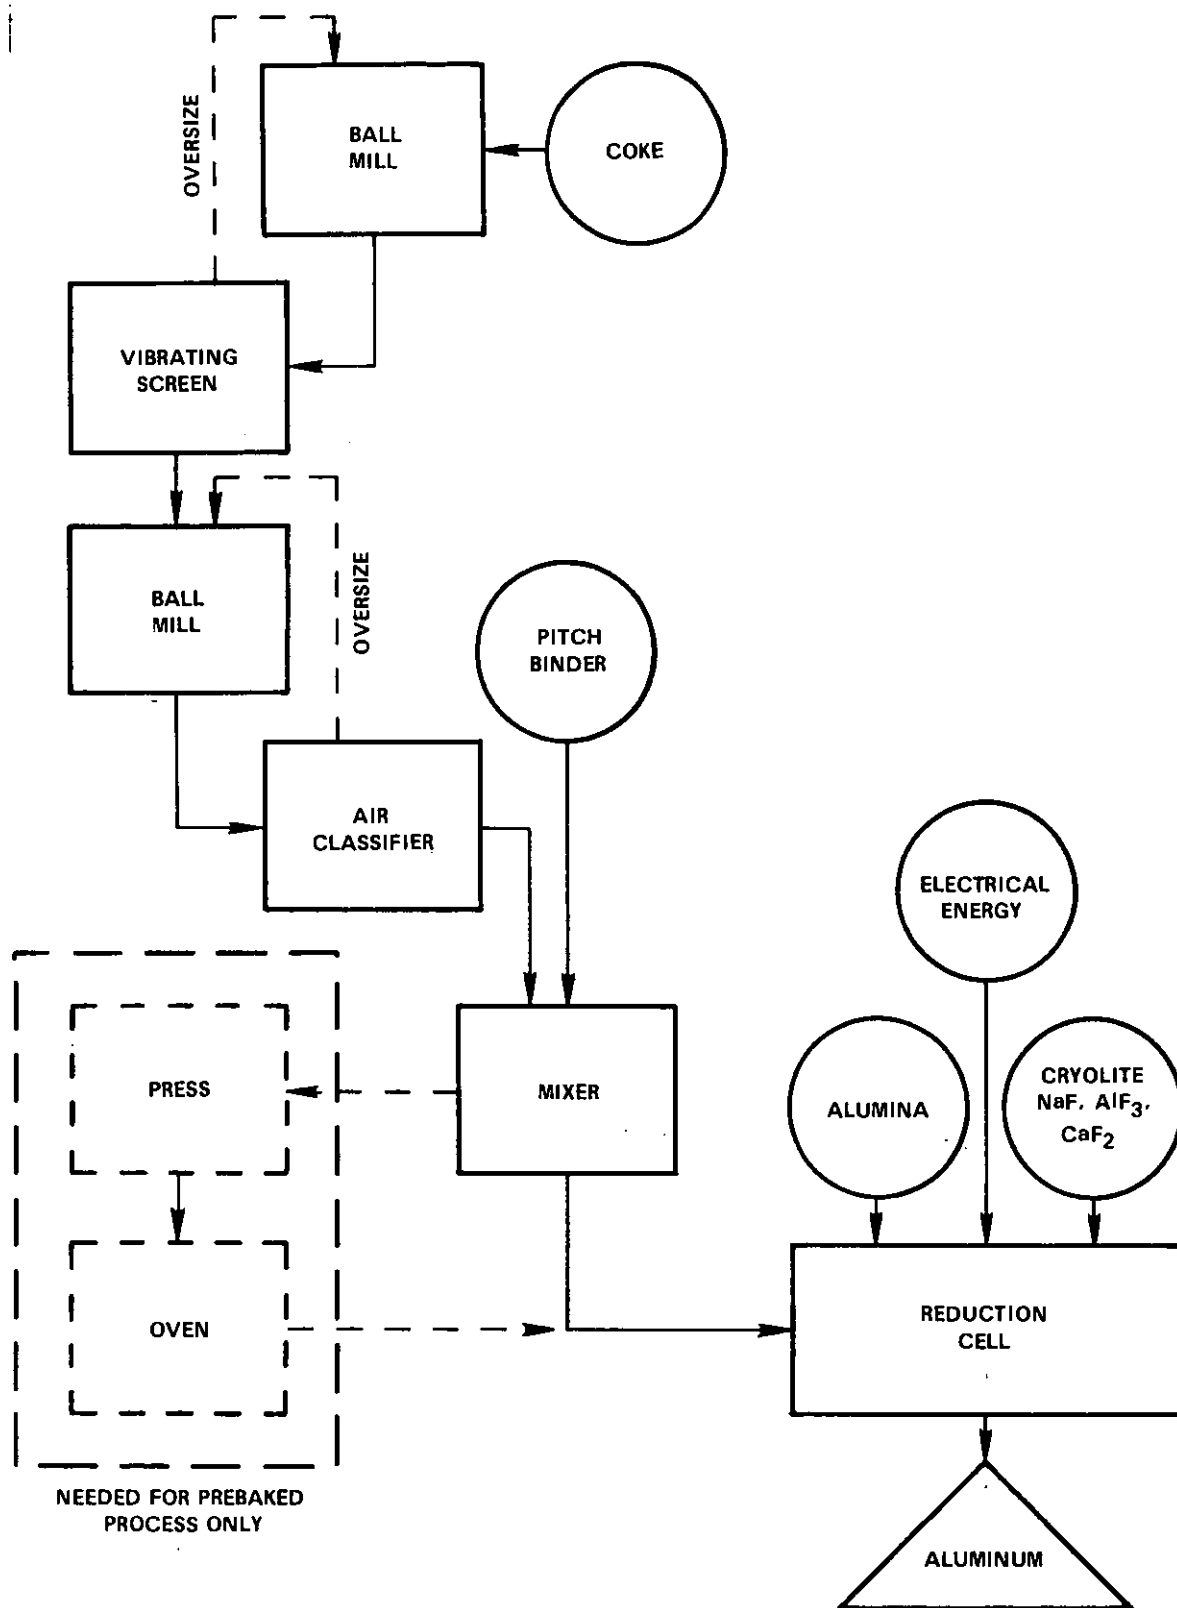 OVERSIZE
BALL
MILL
COKE
VIBRATING
SCREEN
BALL
MILL
OVERSIZE
PITCH
BINDER
AIR
CLASSIFIER
ELECTRICAL
ENERGY
PRESS
MIXER
ALUMINA
CRYOLITE
NaF, AlF₃,
CaF₂
OVEN
REDUCTION
CELL
NEEDED FOR PREBAKED
PROCESS ONLY
ALUMINUM